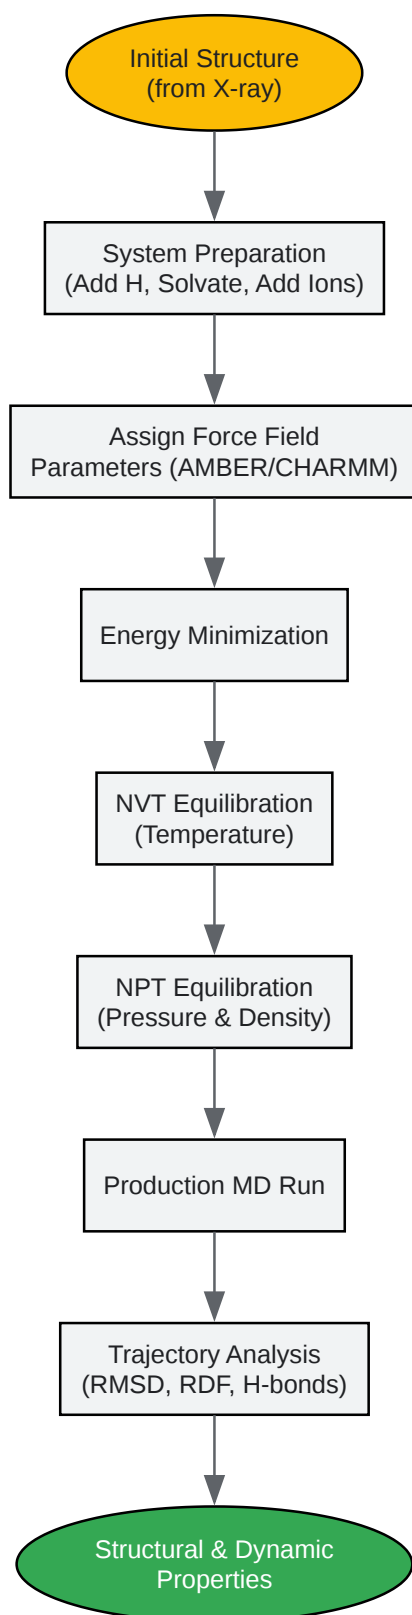 Initial Structure
(from X-ray)
System Preparation
(Add H, Solvate, Add Ions)
Assign Force Field
Parameters (AMBER/CHARMM)
Energy Minimization
NVT Equilibration
(Temperature)
NPT Equilibration
(Pressure & Density)
Production MD Run
Trajectory Analysis
(RMSD, RDF, H-bonds)
Structural & Dynamic
Properties